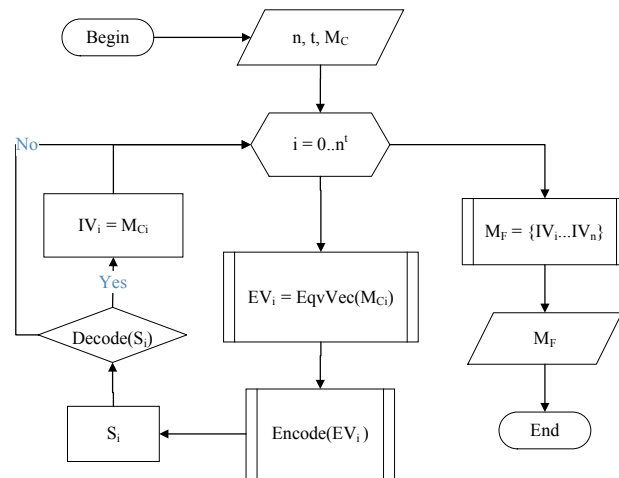 Begin
n, t, M_C
No
i = 0..n^t
IV_i = M_Ci
M_F = {IV_i...IV_n}
Yes
EV_i = EqvVec(M_Ci)
Decode(S_i)
M_F
S_i
Encode(EV_i)
End